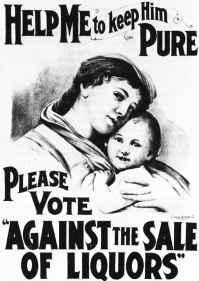 HELP ME to keep Him
PURE
PLEASE
VOTE
"AGAINST THE SALE
OF LIQUORS"